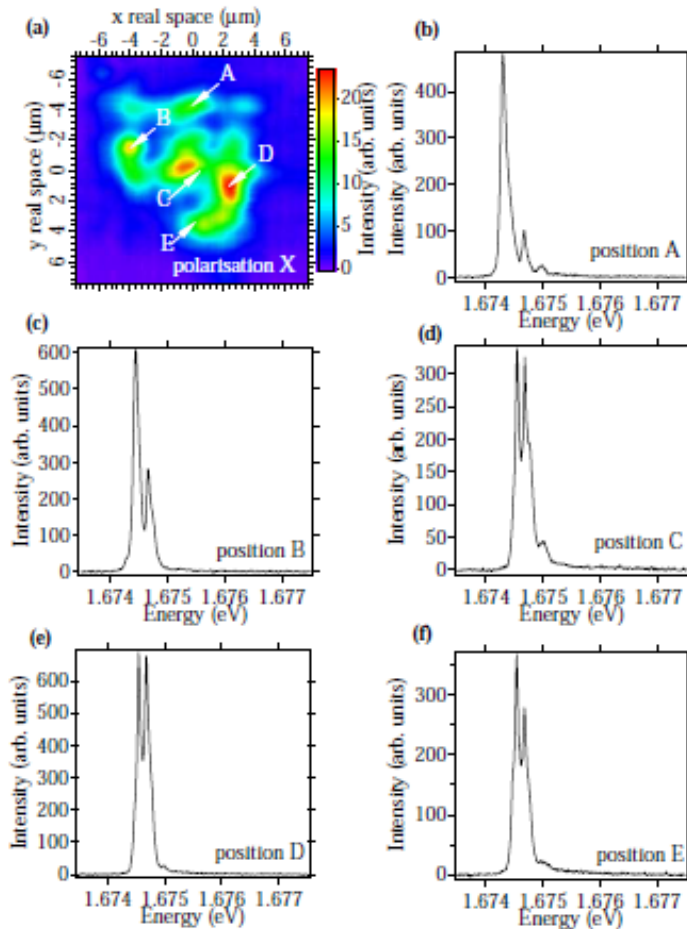 x real space (μm)
(a)
-6 -4 -2 0 2 4 6
y real space (μm)
-6 -4 -2 0 2 4 6
A
B
C
D
E
polarisation X
20
15
10
5
0
Intensity (arb. units)
(b)
Intensity (arb. units)
400
300
200
100
0
position A
1.674 1.675 1.676 1.677
Energy (eV)
(c)
Intensity (arb. units)
600
500
400
300
200
100
0
position B
1.674 1.675 1.676 1.677
Energy (eV)
(d)
Intensity (arb. units)
300
250
200
150
100
50
0
position C
1.674 1.675 1.676 1.677
Energy (eV)
(e)
Intensity (arb. units)
600
500
400
300
200
100
0
position D
1.674 1.675 1.676 1.677
Energy (eV)
(f)
Intensity (arb. units)
300
200
100
0
position E
1.674 1.675 1.676 1.677
Energy (eV)